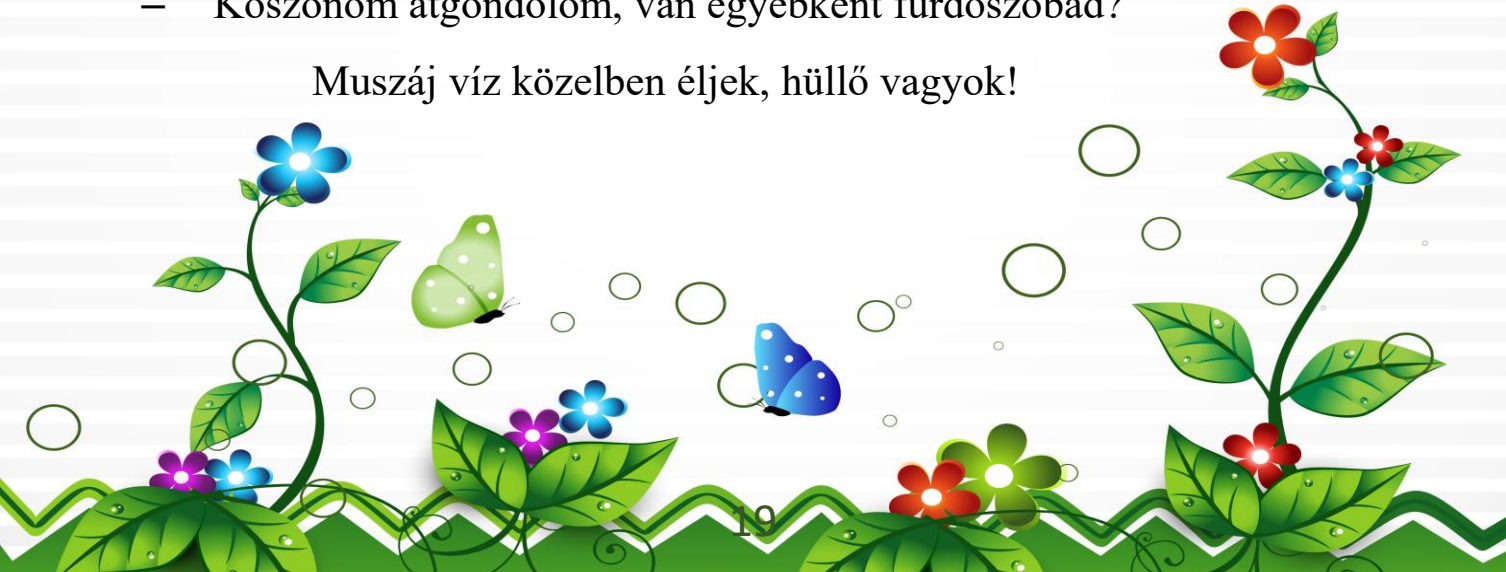 – Köszönöm átgondolom, van egyébként fürdőszobád?
Muszáj víz közelben éljek, hüllő vagyok!
19